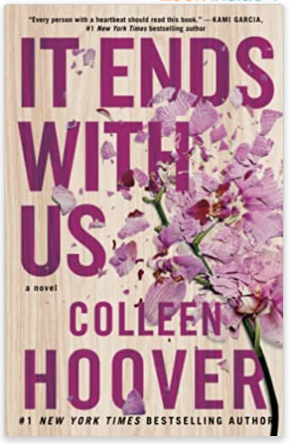 "Every person with a heartbeat should read this book." —KAMI GARCIA,
#1 New York Times bestselling author
IT ENDS
WITH
US
a novel
COLLEEN
HOOVER
#1 NEW YORK TIMES BESTSELLING AUTHOR